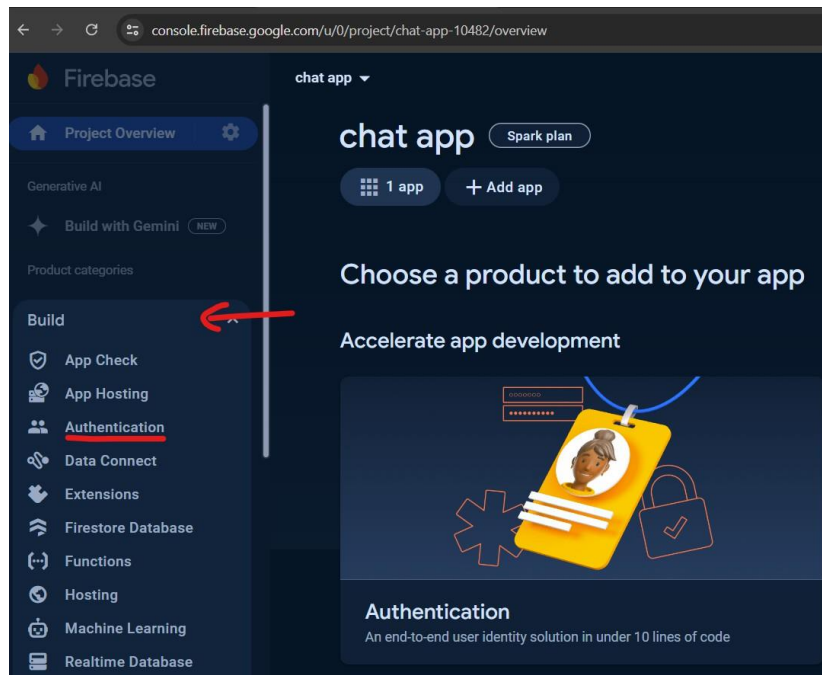 console.firebase.google.com/u/0/project/chat-app-10482/overview
Firebase
Project Overview
Generative AI
Build with Gemini NEW
Product categories
Build
App Check
App Hosting
Authentication
Data Connect
Extensions
Firestore Database
Functions
Hosting
Machine Learning
Realtime Database
chat app
chat app Spark plan
1 app + Add app
Choose a product to add to your app
Accelerate app development
Authentication
An end-to-end user identity solution in under 10 lines of code